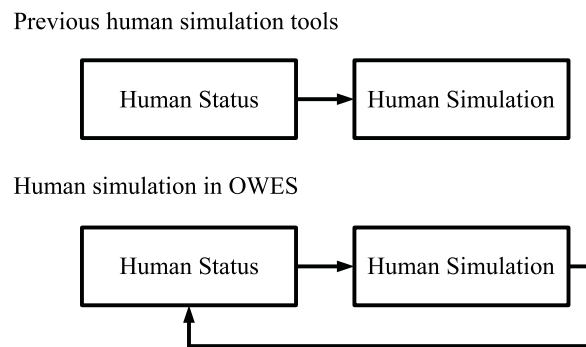 Previous human simulation tools
Human Status
Human Simulation
Human simulation in OWES
Human Status
Human Simulation